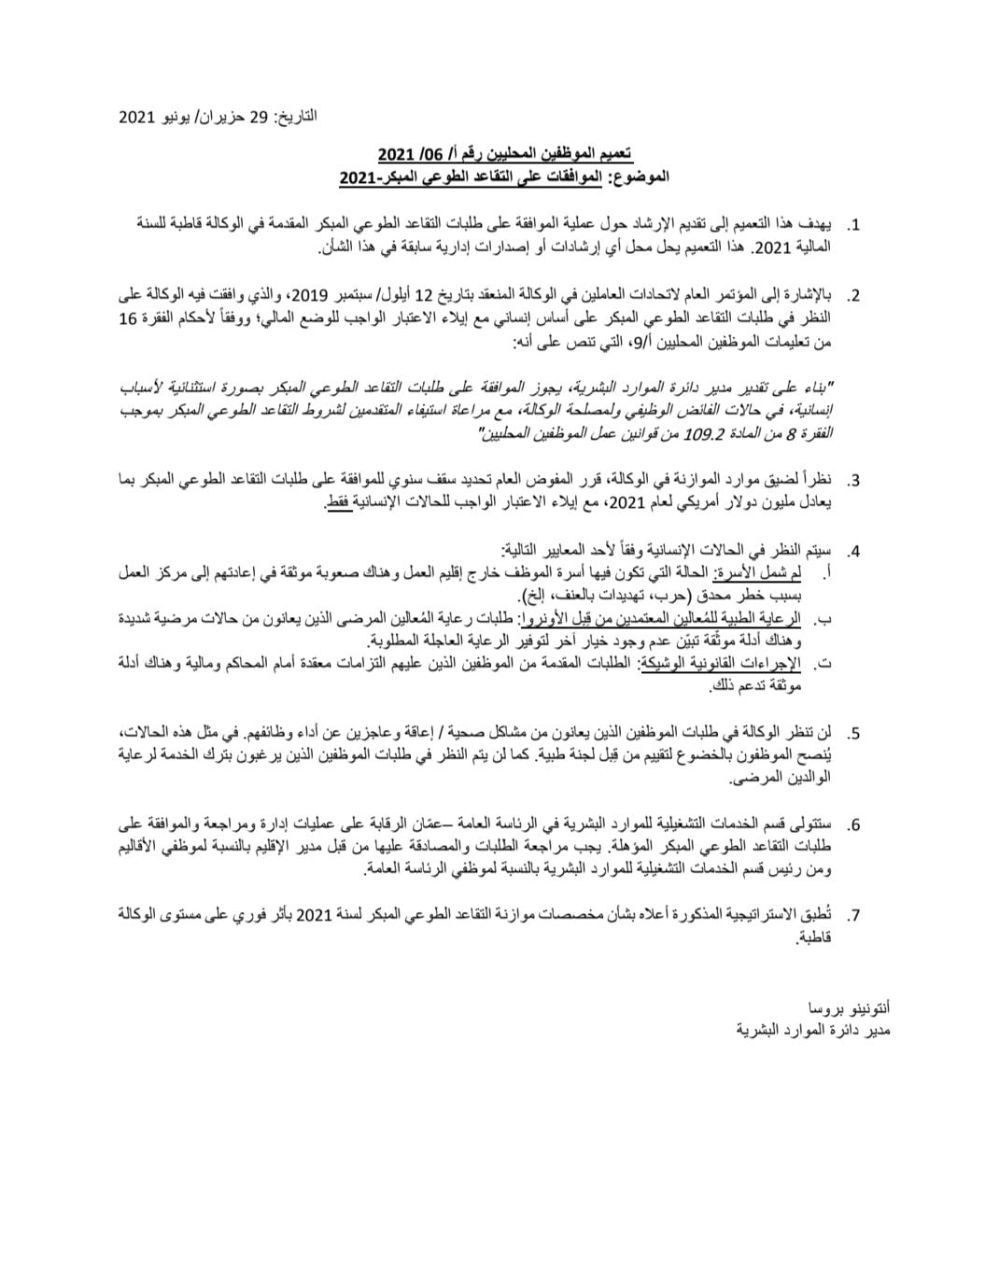 التاريخ: 29 حزيران/ يونيو 2021
تعميم الموظفين المحليين رقم أ/ 06/ 2021
الموضوع: الموافقات على التقاعد الطوعي المبكر-2021
1. يهدف هذا التعميم إلى تقديم الإرشاد حول عملية الموافقة على طلبات التقاعد الطوعي المبكر المقدمة في الوكالة قاطبة للسنة
المالية 2021. هذا التعميم يحل محل أي إرشادات أو إصدارات إدارية سابقة في هذا الشأن.
2. بالإشارة إلى المؤتمر العام لاتحادات العاملين في الوكالة المنعقد بتاريخ 12 أيلول/ سبتمبر 2019، والذي وافقت فيه الوكالة على
النظر في طلبات التقاعد الطوعي المبكر على أساس إنساني مع إيلاء الاعتبار الواجب للوضع المالي؛ ووفقاً لأحكام الفقرة 16
من تعليمات الموظفين المحليين أ/9، التي تنص على أنه:
"بناء على تقدير مدير دائرة الموارد البشرية، يجوز الموافقة على طلبات التقاعد الطوعي المبكر بصورة استثنائية لأسباب
إنسانية، في حالات الفائض الوظيفي ولمصلحة الوكالة، مع مراعاة استيفاء المتقدمين لشروط التقاعد الطوعي المبكر بموجب
الفقرة 8 من المادة 109.2 من قوانين عمل الموظفين المحليين"
3. نظراً لضيق موارد الموازنة في الوكالة، قرر المفوض العام تحديد سقف سنوي للموافقة على طلبات التقاعد الطوعي المبكر بما
يعادل مليون دولار أمريكي لعام 2021، مع إيلاء الاعتبار الواجب للحالات الإنسانية فقط.
4. سيتم النظر في الحالات الإنسانية وفقاً لأحد المعايير التالية:
أ. لم شمل الأسرة: الحالة التي تكون فيها أسرة الموظف خارج إقليم العمل وهناك صعوبة موثقة في إعادتهم إلى مركز العمل
بسبب خطر محدق (حرب، تهديدات بالعنف، إلخ).
ب. الرعاية الطبية للمُعالين المعتمدين من قبل الأونروا: طلبات رعاية المُعالين المرضى الذين يعانون من حالات مرضية شديدة
وهناك أدلة موثّقة تبيّن عدم وجود خيار آخر لتوفير الرعاية العاجلة المطلوبة.
ت. الإجراءات القانونية الوشيكة: الطلبات المقدمة من الموظفين الذين عليهم التزامات معقدة أمام المحاكم ومالية وهناك أدلة
موثقة تدعم ذلك.
5. لن تنظر الوكالة في طلبات الموظفين الذين يعانون من مشاكل صحية / إعاقة وعاجزين عن أداء وظائفهم. في مثل هذه الحالات،
يُنصح الموظفون بالخضوع لتقييم من قِبل لجنة طبية. كما لن يتم النظر في طلبات الموظفين الذين يرغبون بترك الخدمة لرعاية
الوالدين المرضى.
6. ستتولى قسم الخدمات التشغيلية للموارد البشرية في الرئاسة العامة –عمّان الرقابة على عمليات إدارة ومراجعة والموافقة على
طلبات التقاعد الطوعي المبكر المؤهلة. يجب مراجعة الطلبات والمصادقة عليها من قبل مدير الإقليم بالنسبة لموظفي الأقاليم
ومن رئيس قسم الخدمات التشغيلية للموارد البشرية بالنسبة لموظفي الرئاسة العامة.
7. تُطبق الاستراتيجية المذكورة أعلاه بشأن مخصصات موازنة التقاعد الطوعي المبكر لسنة 2021 بأثر فوري على مستوى الوكالة
قاطبة.
أنتونينو بروسا
مدير دائرة الموارد البشرية